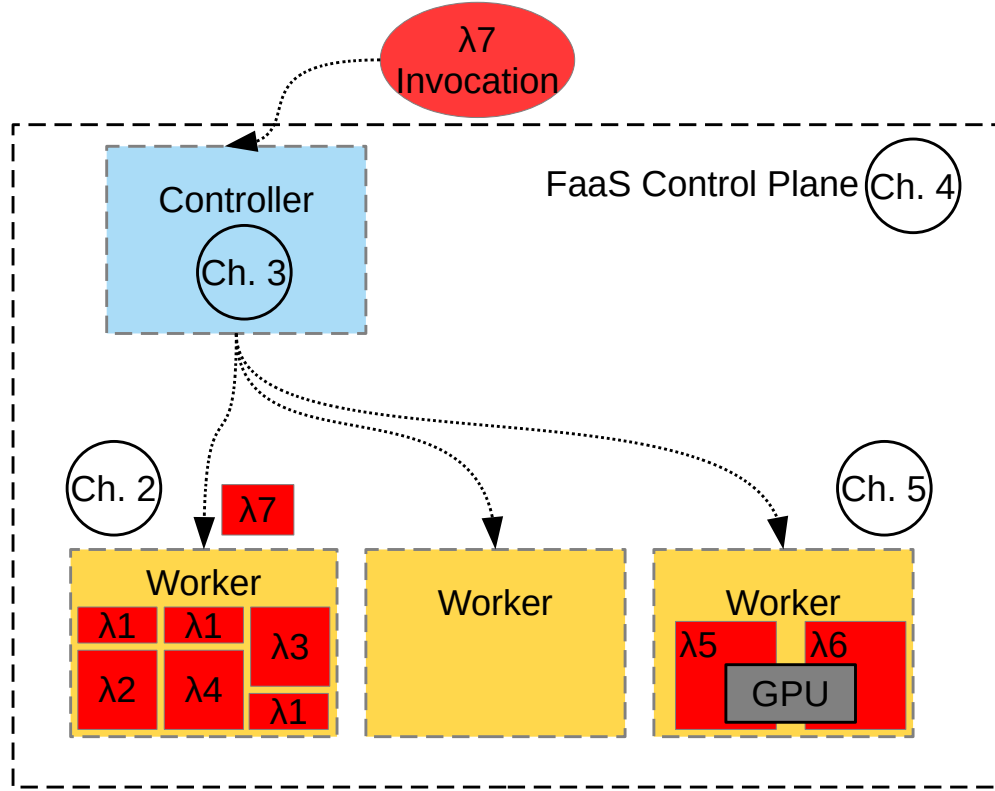 λ7
Invocation
FaaS Control Plane
Ch. 4
Controller
Ch. 3
Ch. 2
λ7
Ch. 5
Worker
λ1
λ1
λ3
λ2
λ4
λ1
Worker
Worker
λ5
λ6
GPU